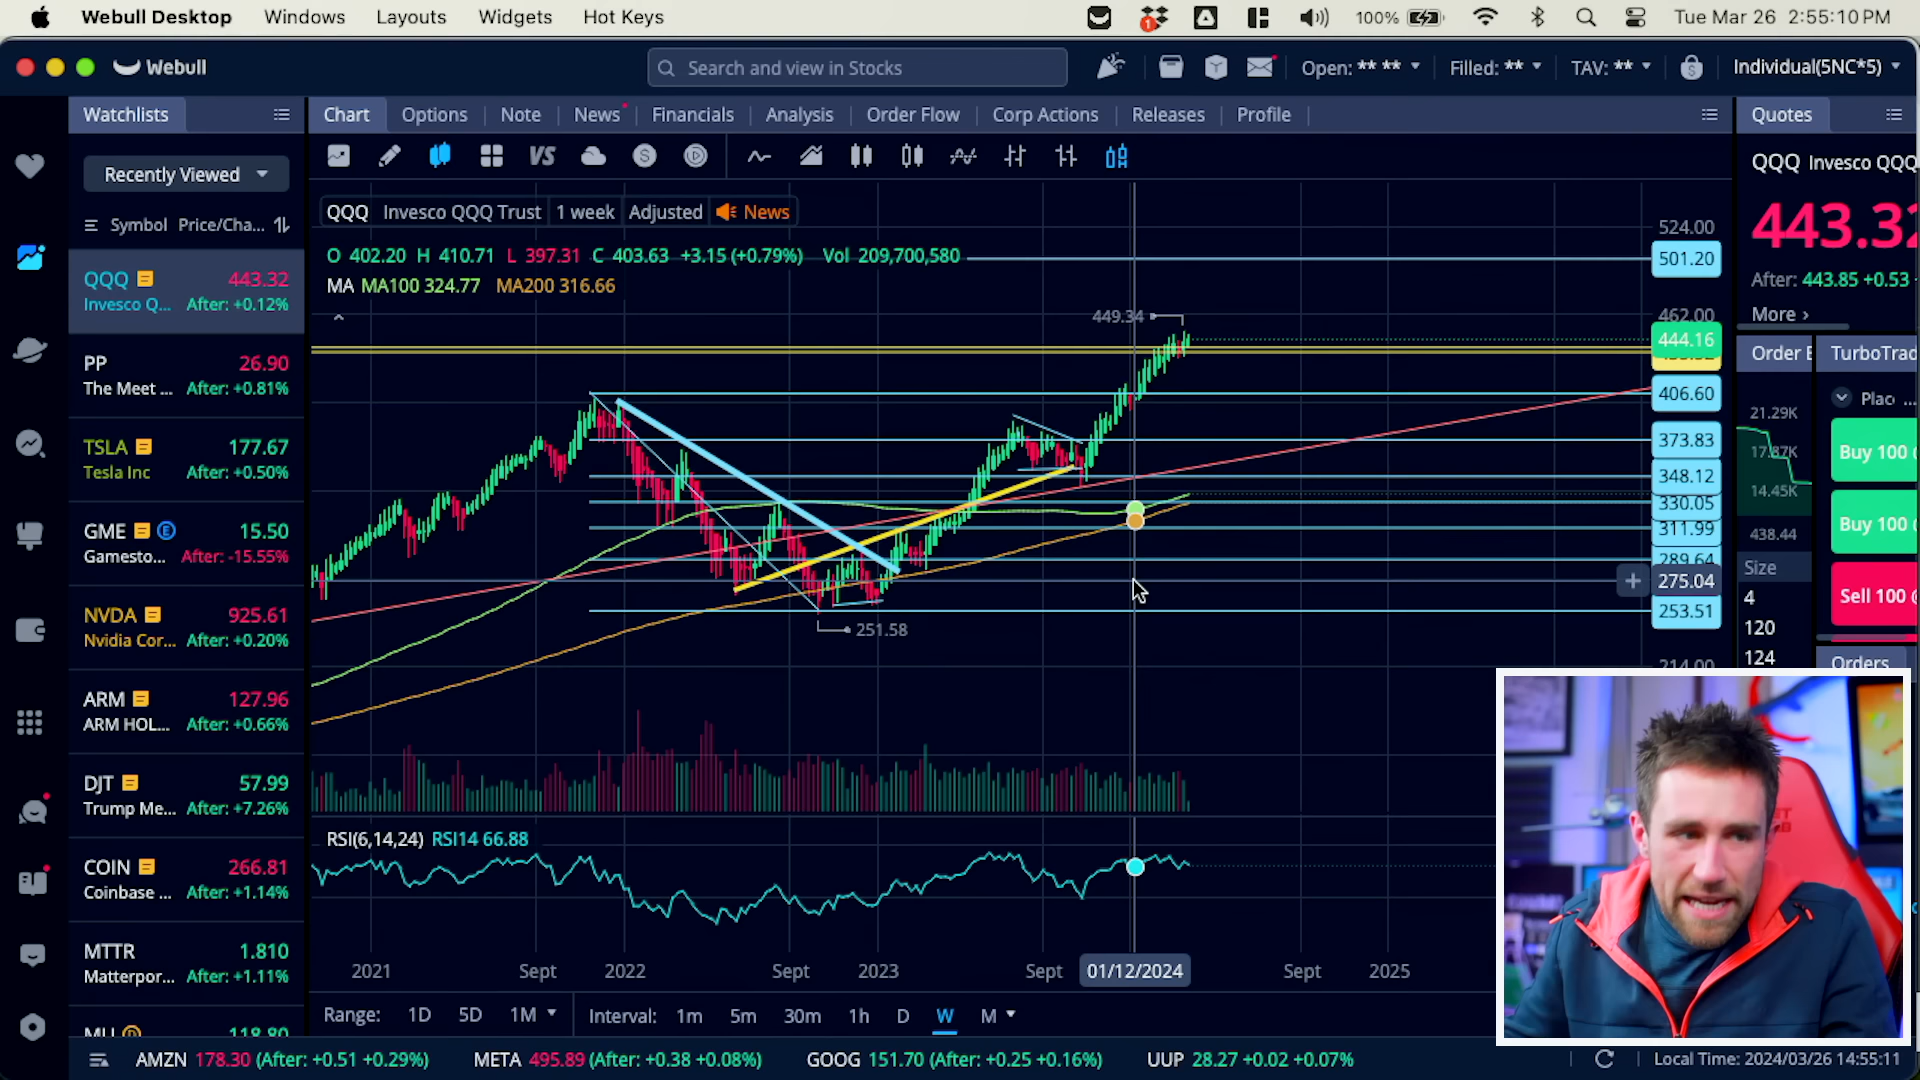 Webull Desktop Windows Layouts Widgets Hot Keys 1 100% Tue Mar 26 2:55:10 PM
Webull Search and view in Stocks Open: ** ** Filled: ** TAV: ** Individual(5NC*5)
Watchlists Chart Options Note News Financials Analysis Order Flow Corp Actions Releases Profile Quotes
Recently Viewed VS S
QQQ Invesco QQQ
Symbol Price/Cha...
QQQ Invesco QQQ Trust 1 week Adjusted News
443.32
O 402.20 H 410.71 L 397.31 C 403.63 +3.15 (+0.79%) Vol 209,700,580
MA MA100 324.77 MA200 316.66
After: 443.85 +0.53
More
QQQ 443.32
Invesco Q... After: +0.12%
PP 26.90
The Meet ... After: +0.81%
TSLA 177.67
Tesla Inc After: +0.50%
GME E 15.50
Gamesto... After: -15.55%
NVDA 925.61
Nvidia Cor... After: +0.20%
ARM 127.96
ARM HOL... After: +0.66%
DJT 57.99
Trump Me... After: +7.26%
COIN 266.81
Coinbase ... After: +1.14%
MTTR 1.810
Matterpor... After: +1.11%
MU D 118.80
449.34
251.58
524.00
501.20
462.00
444.16
406.60
373.83
348.12
330.05
311.99
289.64
275.04
253.51
214.00
Order TurboTrad
Plac ...
21.29K
17.87K
14.45K
438.44
Buy 100
Buy 100
Sell 100
Size
4
120
124
Orders
RSI(6,14,24) RSI14 66.88
2021 Sept 2022 Sept 2023 Sept 01/12/2024 Sept 2025
Range: 1D 5D 1M Interval: 1m 5m 30m 1h D W M
AMZN 178.30 (After: +0.51 +0.29%) META 495.89 (After: +0.38 +0.08%) GOOG 151.70 (After: +0.25 +0.16%) UUP 28.27 +0.02 +0.07% Local Time: 2024/03/26 14:55:11